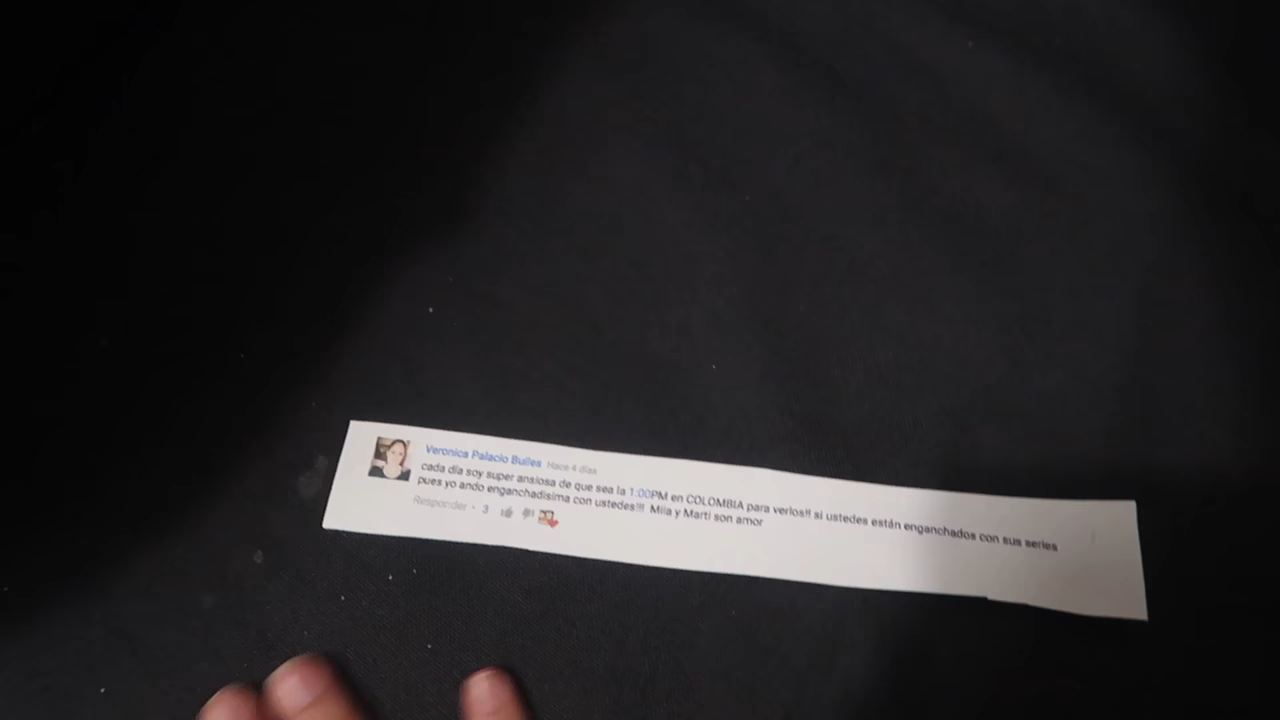 Veronica Palacio Builes Hace 4 días
cada día soy super ansiosa de que sea la 1:00PM en COLOMBIA para verlos!! si ustedes están enganchados con sus series
pues yo ando enganchadisima con ustedes!!! Mila y Marti son amor
Responder · 3